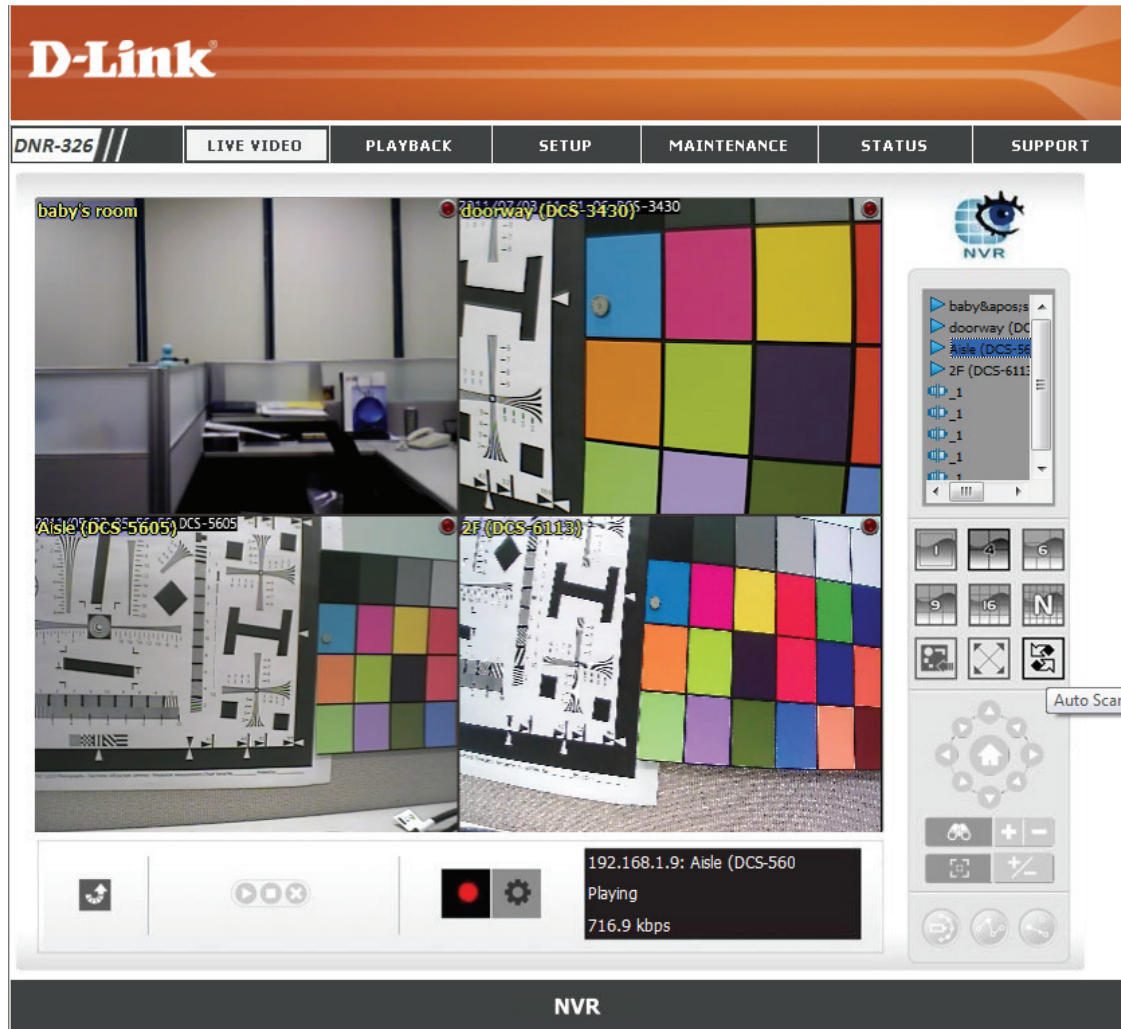 D-Link
DNR-326
LIVE VIDEO
PLAYBACK
SETUP
MAINTENANCE
STATUS
SUPPORT
baby's room
doorway (DCS-3430)
-3430
NVR
baby&apos;s
doorway (DC
Aisle (DCS-56
2F (DCS-6113
_1
_1
_1
_1
_1
1
4
6
9
16
N
Auto Scan
Aisle (DCS-5605)
DCS-5605
2F (DCS-6113)
192.168.1.9: Aisle (DCS-560
Playing
716.9 kbps
NVR